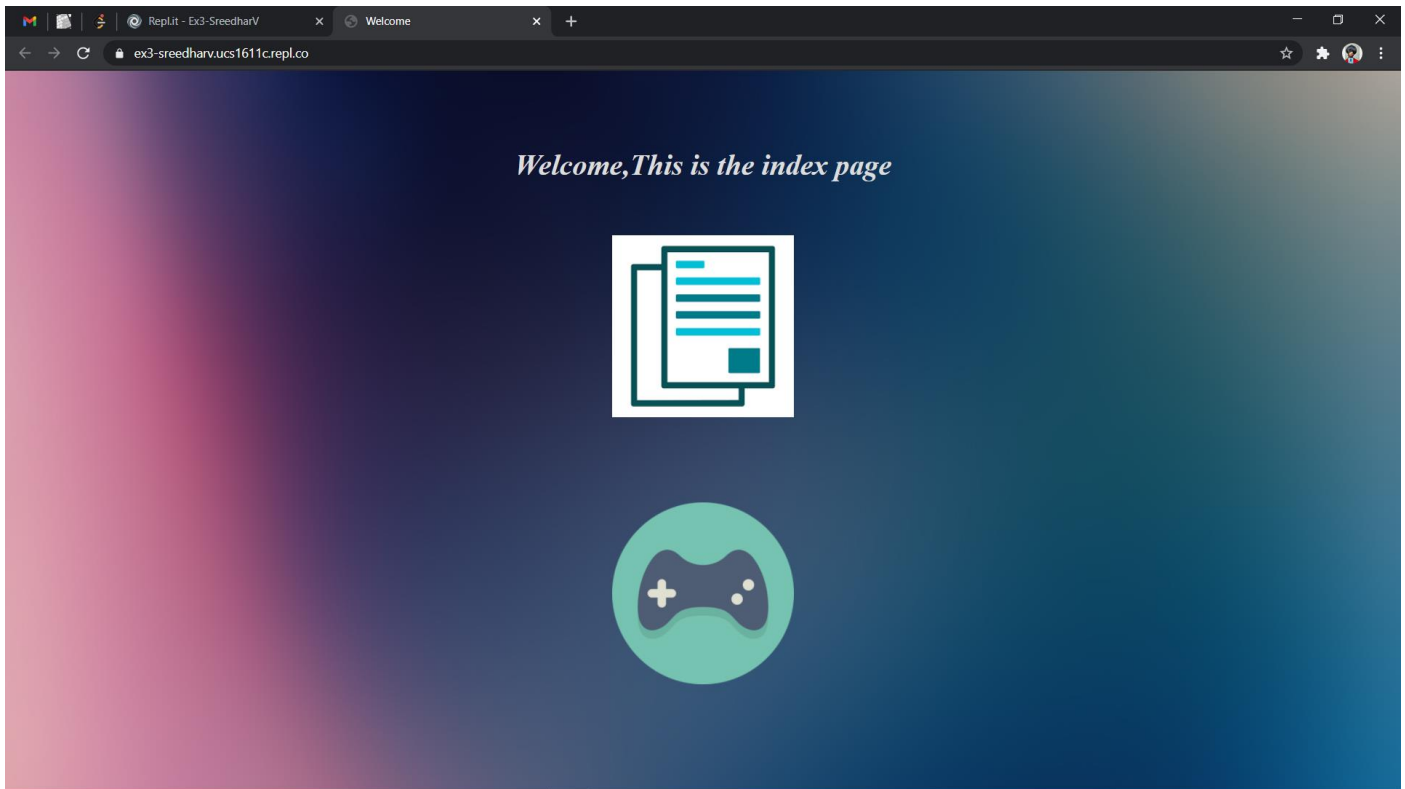 Repl.it - Ex3-SreedharV
Welcome
ex3-sreedharv.ucs1611c.repl.co
Welcome,This is the index page